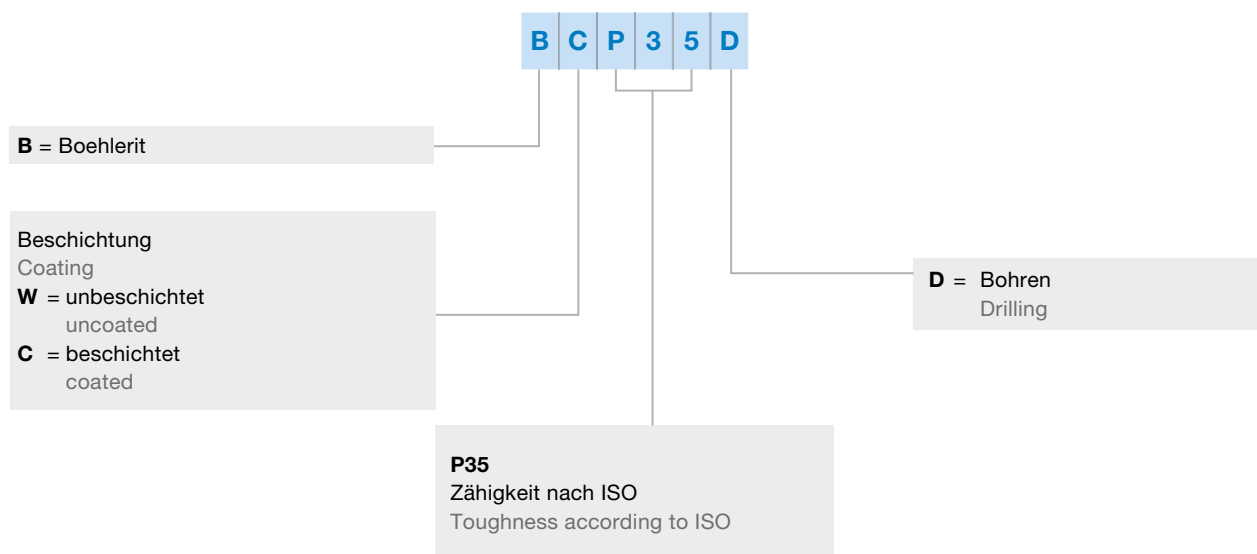 B C P 3 5 D
B = Boehlerit
Beschichtung
Coating
W = unbeschichtet
uncoated
C = beschichtet
coated
D = Bohren
Drilling
P35
Zähigkeit nach ISO
Toughness according to ISO